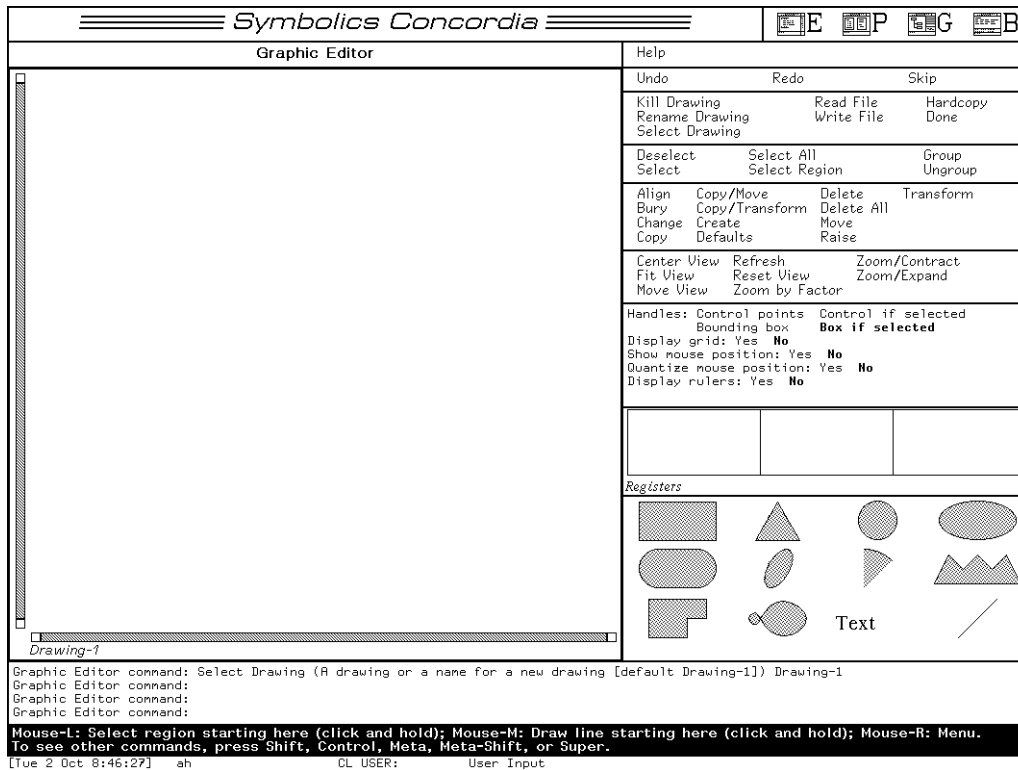 Symbolics Concordia E P G B
Graphic Editor
Help
Undo Redo Skip
Kill Drawing Read File Hardcopy
Rename Drawing Write File Done
Select Drawing
Deselect Select All Group
Select Select Region Ungroup
Align Copy/Move Delete Transform
Bury Copy/Transform Delete All
Change Create Move
Copy Defaults Raise
Center View Refresh Zoom/Contract
Fit View Reset View Zoom/Expand
Move View Zoom by Factor
Handles: Control points Control if selected
Bounding box Box if selected
Display grid: Yes No
Show mouse position: Yes No
Quantize mouse position: Yes No
Display rulers: Yes No
Registers
Text
Drawing-1
Graphic Editor command: Select Drawing (A drawing or a name for a new drawing [default Drawing-1]) Drawing-1
Graphic Editor command:
Graphic Editor command:
Graphic Editor command:
Mouse-L: Select region starting here (click and hold); Mouse-M: Draw line starting here (click and hold); Mouse-R: Menu.
To see other commands, press Shift, Control, Meta, Meta-Shift, or Super.
[Tue 2 Oct 8:46:27] ah CL USER: User Input